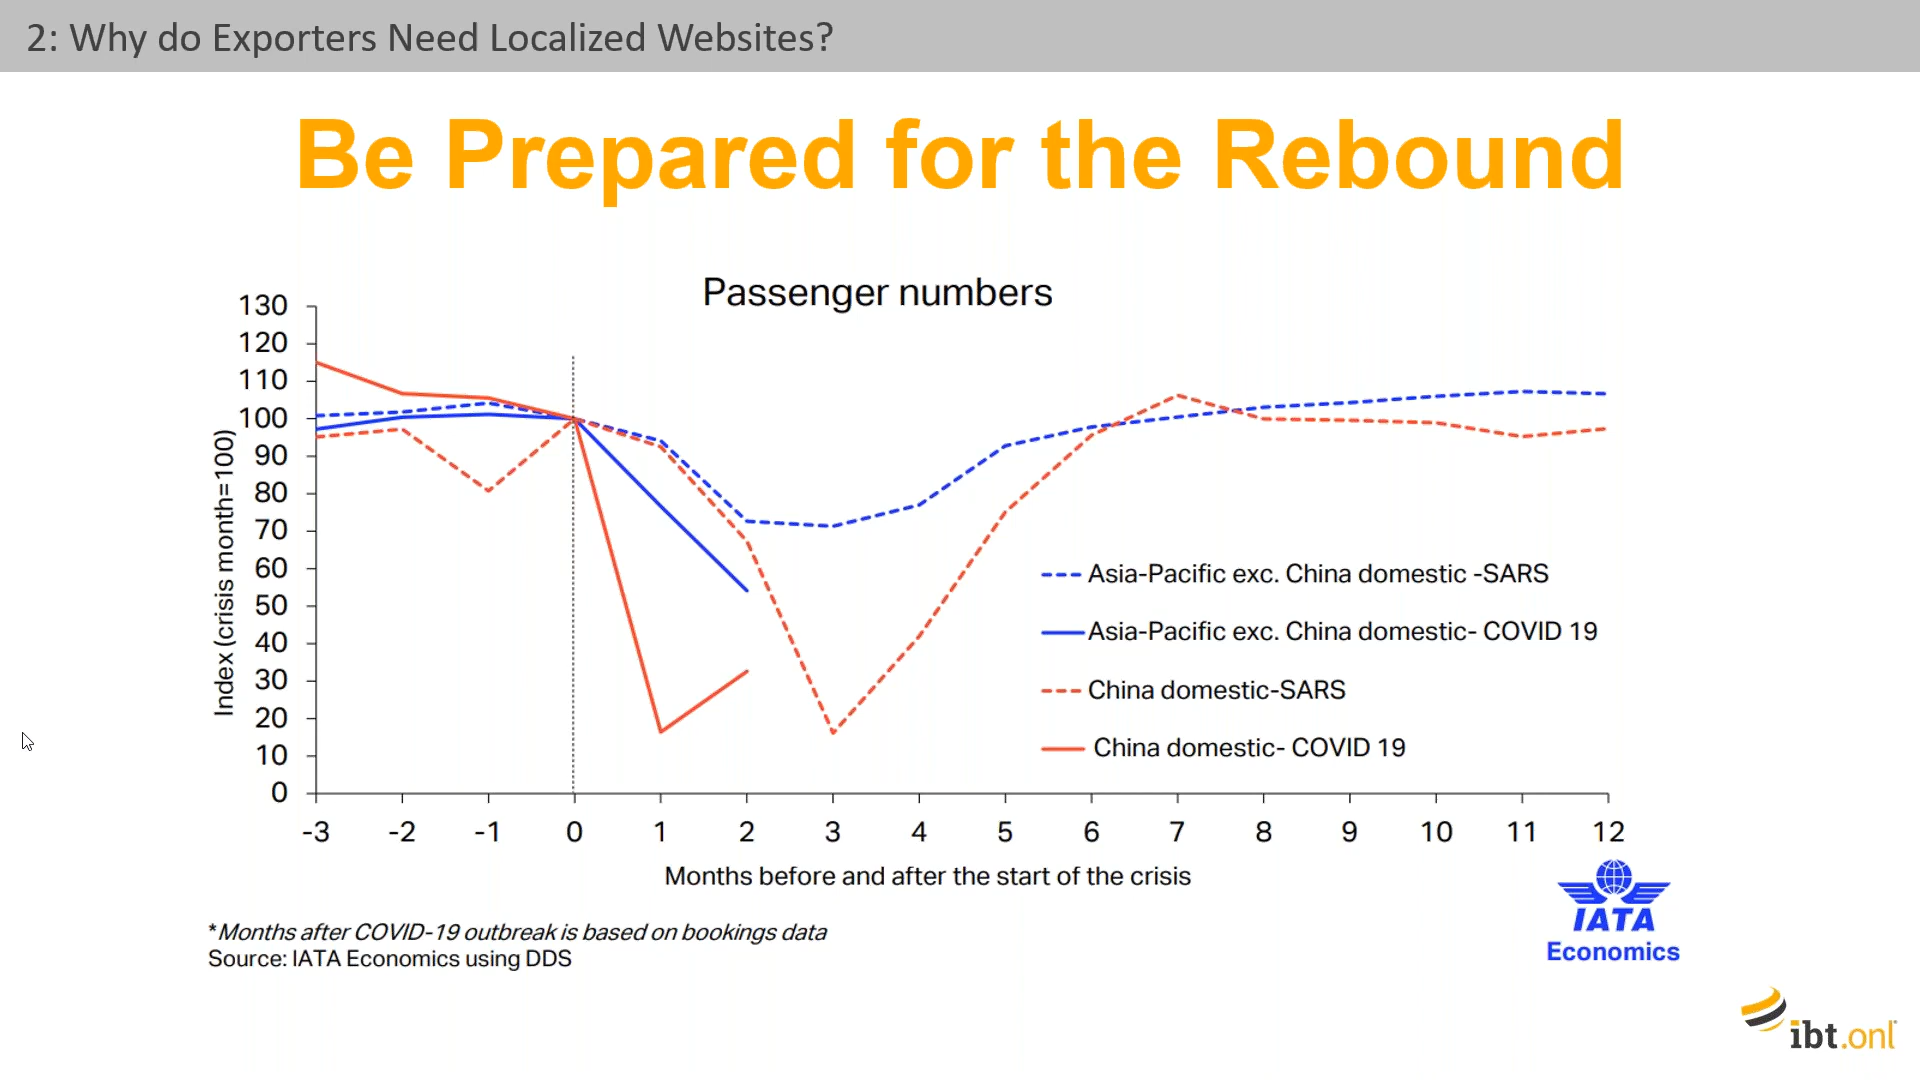 2: Why do Exporters Need Localized Websites?
Be Prepared for the Rebound
Passenger numbers
Index (crisis month=100)
130
120
110
100
90
80
70
60
50
40
30
20
10
0
-3 -2 -1 0 1 2 3 4 5 6 7 8 9 10 11 12
Months before and after the start of the crisis
Asia-Pacific exc. China domestic -SARS
Asia-Pacific exc. China domestic- COVID 19
China domestic-SARS
China domestic- COVID 19
*Months after COVID-19 outbreak is based on bookings data
Source: IATA Economics using DDS
IATA
Economics
ibt.onl